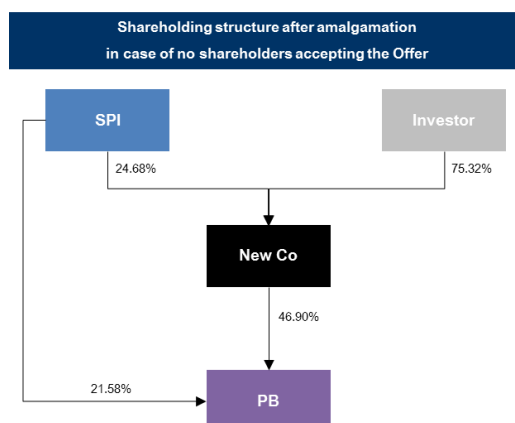 Shareholding structure after amalgamation
in case of no shareholders accepting the Offer
SPI
Investor
24.68%
75.32%
New Co
46.90%
21.58%
PB